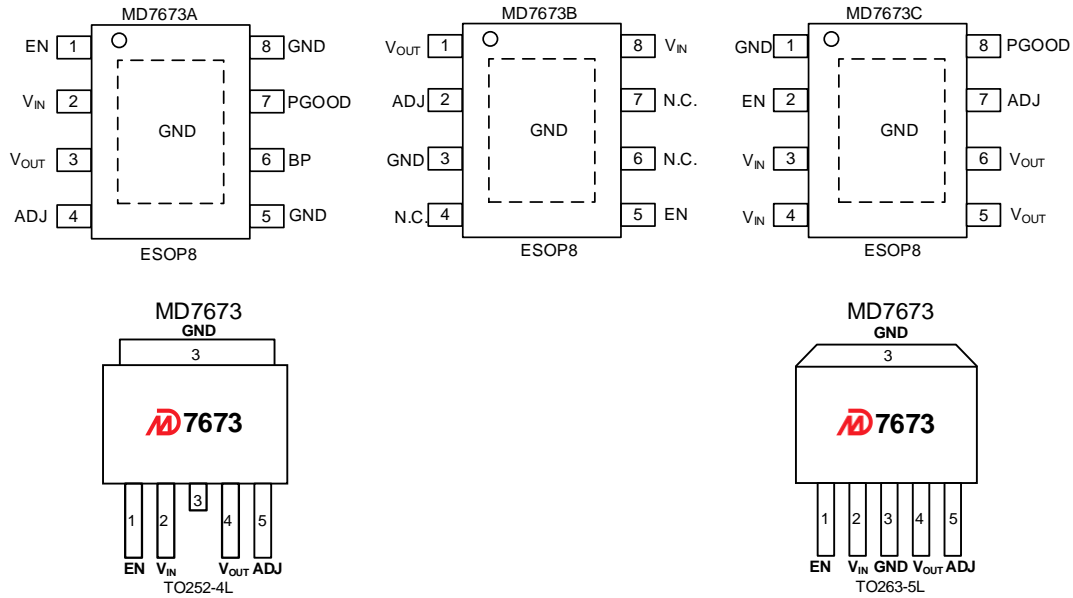 MD7673A MD7673B MD7673C
EN 1 8 GND VOUT 1 8 VIN GND 1 8 PGOOD
VIN 2 7 PGOOD ADJ 2 7 N.C. EN 2 7 ADJ
GND GND GND
VOUT 3 6 BP GND 3 6 N.C. VIN 3 6 VOUT
ADJ 4 5 GND N.C. 4 5 EN VIN 4 5 VOUT
ESOP8 ESOP8 ESOP8
MD7673 MD7673
GND GND
3 3
MD 7673 MD 7673
1 2 3 4 5 1 2 3 4 5
EN VIN VOUT ADJ EN VIN GND VOUT ADJ
TO252-4L TO263-5L